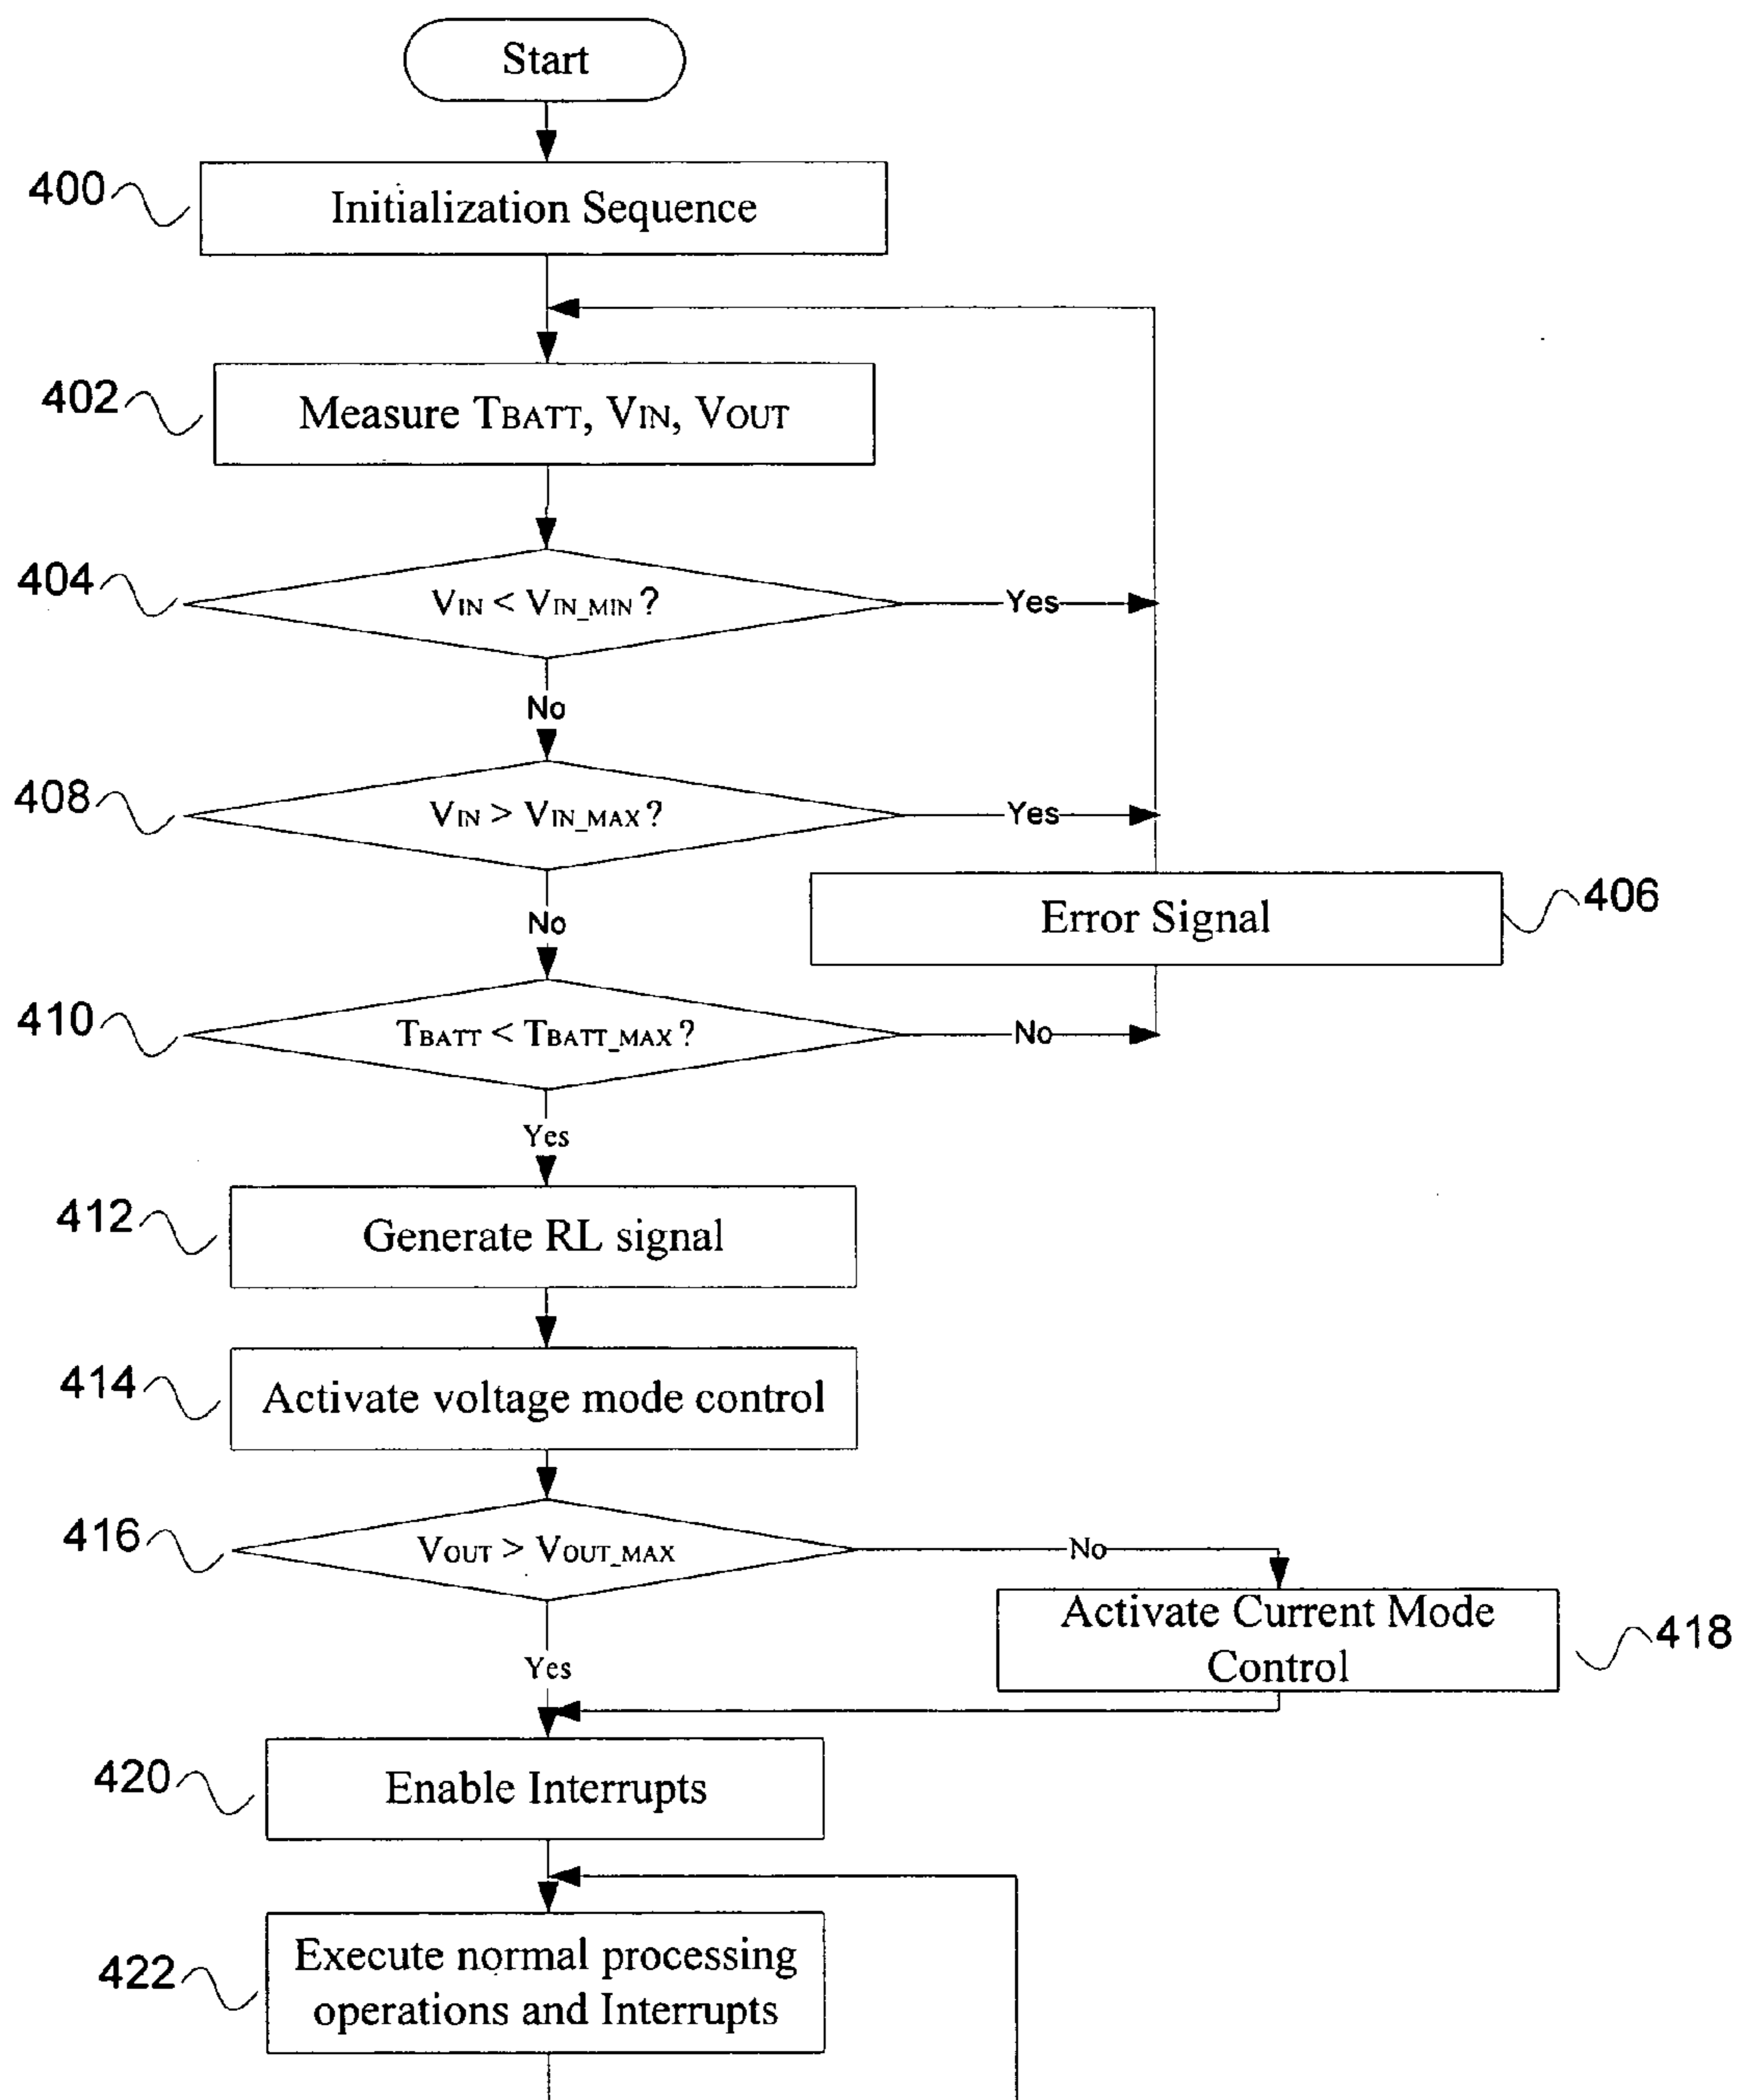 Start
400
Initialization Sequence
402
Measure TBATT, VIN, VOUT
404
VIN < VIN_MIN?
Yes
No
408
VIN > VIN_MAX?
Yes
No
Error Signal
406
410
TBATT < TBATT_MAX?
No
Yes
412
Generate RL signal
414
Activate voltage mode control
416
VOUT > VOUT_MAX
No
Activate Current Mode
Control
418
Yes
420
Enable Interrupts
422
Execute normal processing
operations and Interrupts